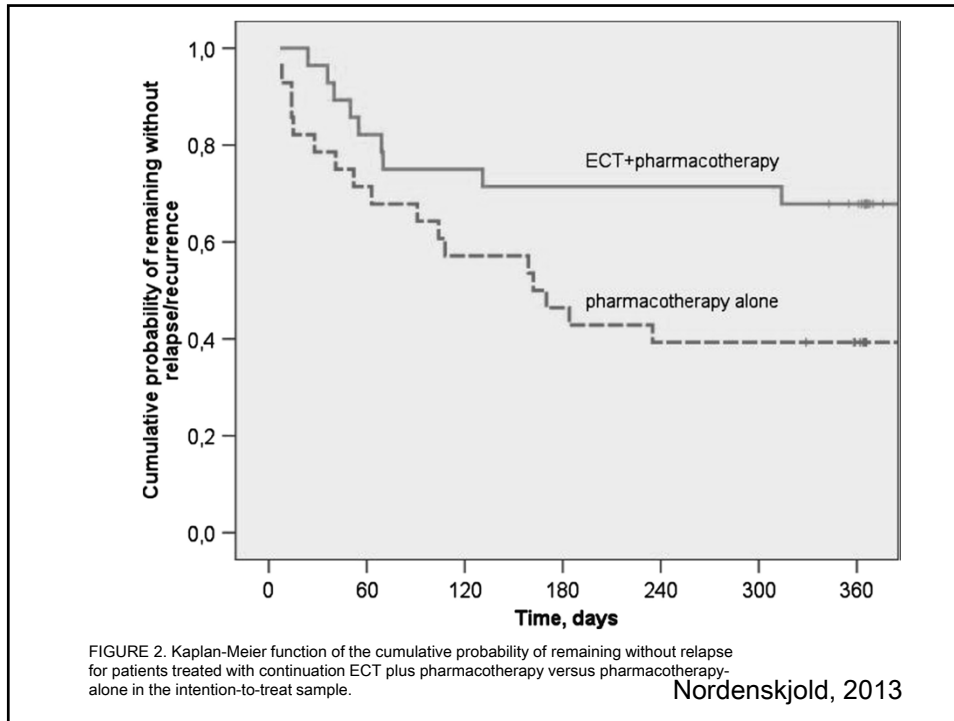 1,0
0,8
0,6
0,4
0,2
0,0
Cumulative probability of remaining without
relapse/recurrence
ECT+pharmacotherapy
pharmacotherapy alone
0 60 120 180 240 300 360
Time, days
FIGURE 2. Kaplan-Meier function of the cumulative probability of remaining without relapse
for patients treated with continuation ECT plus pharmacotherapy versus pharmacotherapy-
alone in the intention-to-treat sample.
Nordenskjold, 2013